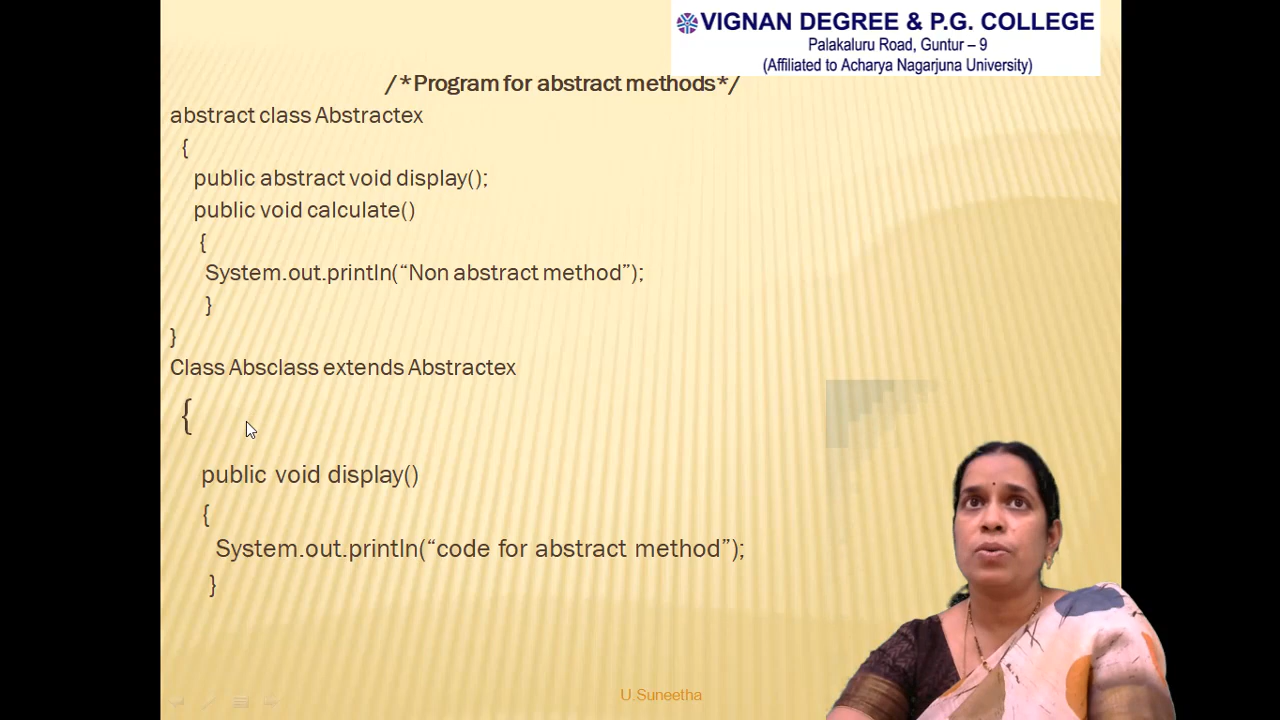 VIGNAN DEGREE & P.G. COLLEGE
Palakaluru Road, Guntur – 9
(Affiliated to Acharya Nagarjuna University)
/*Program for abstract methods*/
abstract class Abstractex
{
public abstract void display();
public void calculate()
{
System.out.println(“Non abstract method”);
}
}
Class Absclass extends Abstractex
{
public void display()
{
System.out.println(“code for abstract method”);
}
U.Suneetha